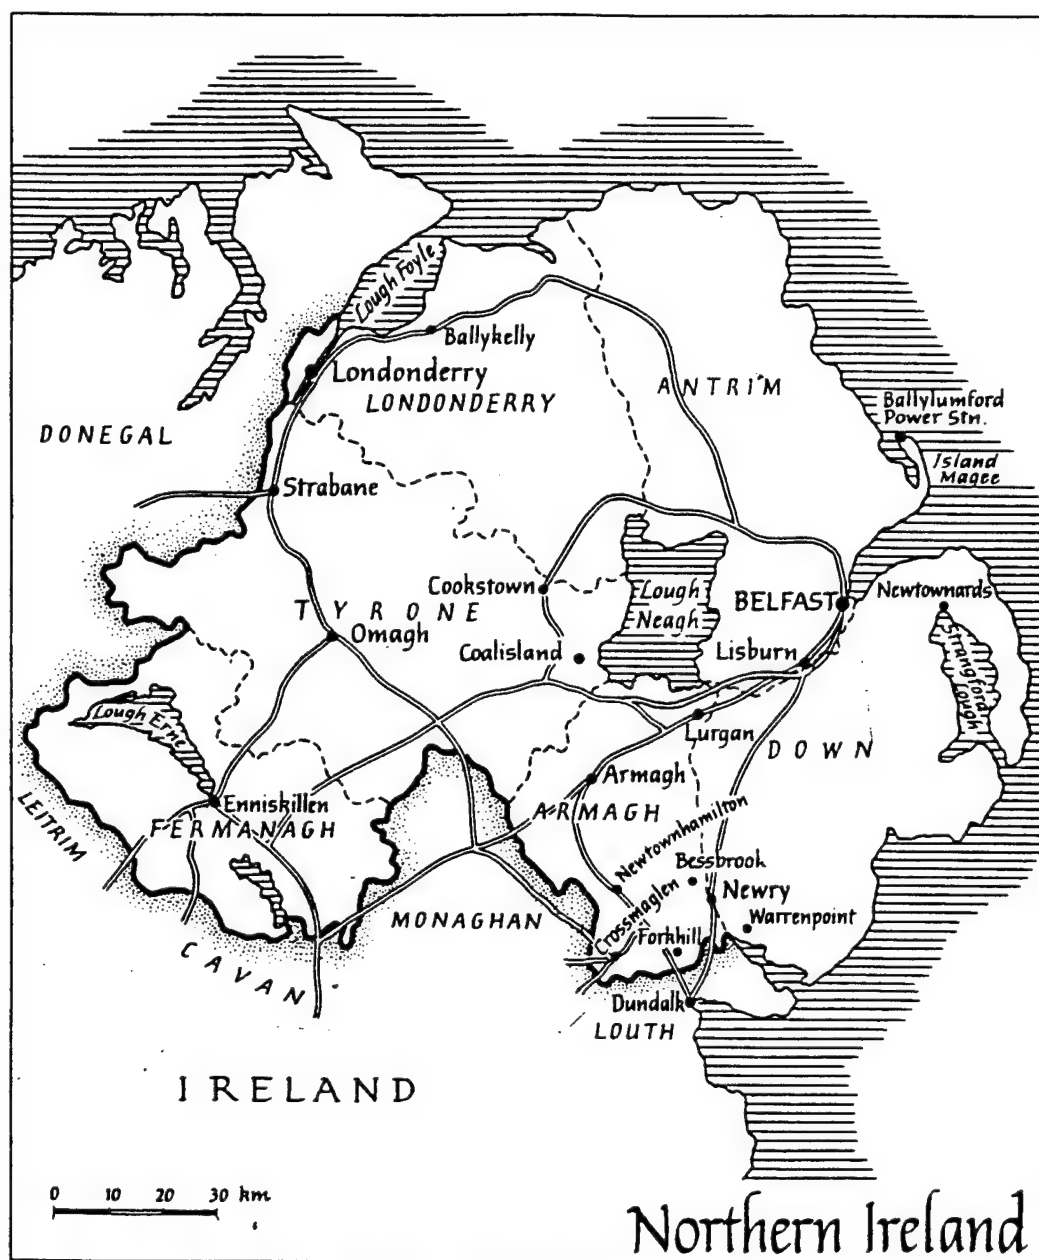 Lough Foyle
Ballykelly
Londonderry
LONDONDERRY
ANTRIM
Ballylumford
Power Stn.
DONEGAL
Island
Magee
Strabane
Cookstown
Lough
Neagh
BELFAST
Newtownards
TYRONE
Omagh
Coalisland
Lisburn
Strangford
Lough
Lough Erne
Lurgan
DOWN
Armagh
Enniskillen
ARMAGH
LEITRIM
FERMANAGH
Newtownhamilton
Bessbrook
Newry
Crossmaglen
MONAGHAN
Warrenpoint
Forkhill
CAVAN
Dundalk
LOUTH
IRELAND
0 10 20 30 km
Northern Ireland